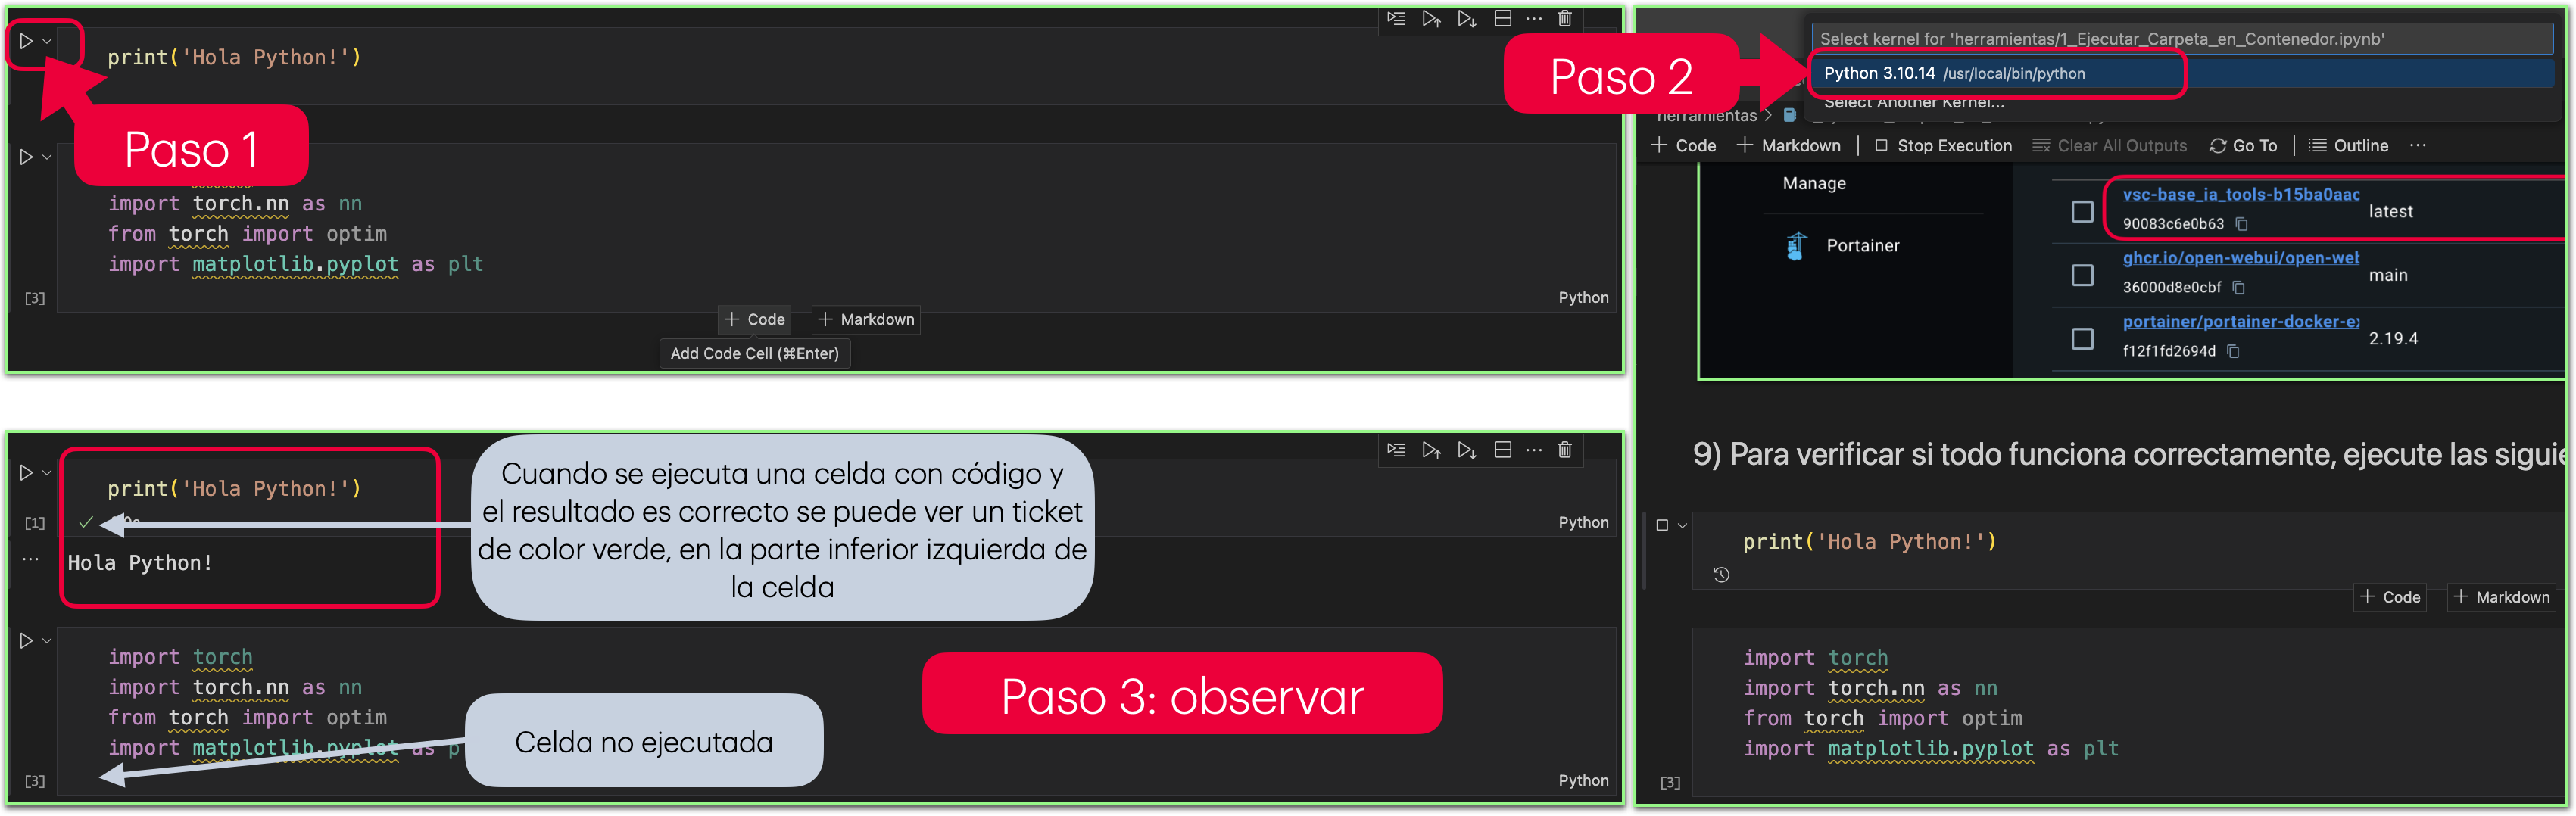 print('Hola Python!')
Paso 1
import torch.nn as nn
from torch import optim
import matplotlib.pyplot as plt
[3]
Python
+ Code
+ Markdown
Add Code Cell (⌘Enter)
Select kernel for 'herramientas/1_Ejecutar_Carpeta_en_Contenedor.ipynb'
Paso 2
Python 3.10.14 /usr/local/bin/python
Select Another Kernel...
herramientas >
+ Code + Markdown Stop Execution Clear All Outputs Go To Outline ...
Manage
Portainer
vsc-base_ia_tools-b15ba0aac
90083c6e0b63
latest
ghcr.io/open-webui/open-web
36000d8e0cbf
main
portainer/portainer-docker-ex
f12f1fd2694d
2.19.4
9) Para verificar si todo funciona correctamente, ejecute las siguie
print('Hola Python!')
+ Code + Markdown
import torch
import torch.nn as nn
from torch import optim
import matplotlib.pyplot as plt
[3]
print('Hola Python!')
[1]
Python
... Hola Python!
Cuando se ejecuta una celda con código y
el resultado es correcto se puede ver un ticket
de color verde, en la parte inferior izquierda de
la celda
import torch
import torch.nn as nn
from torch import optim
import matplotlib.pyplot as p
[3]
Python
Celda no ejecutada
Paso 3: observar